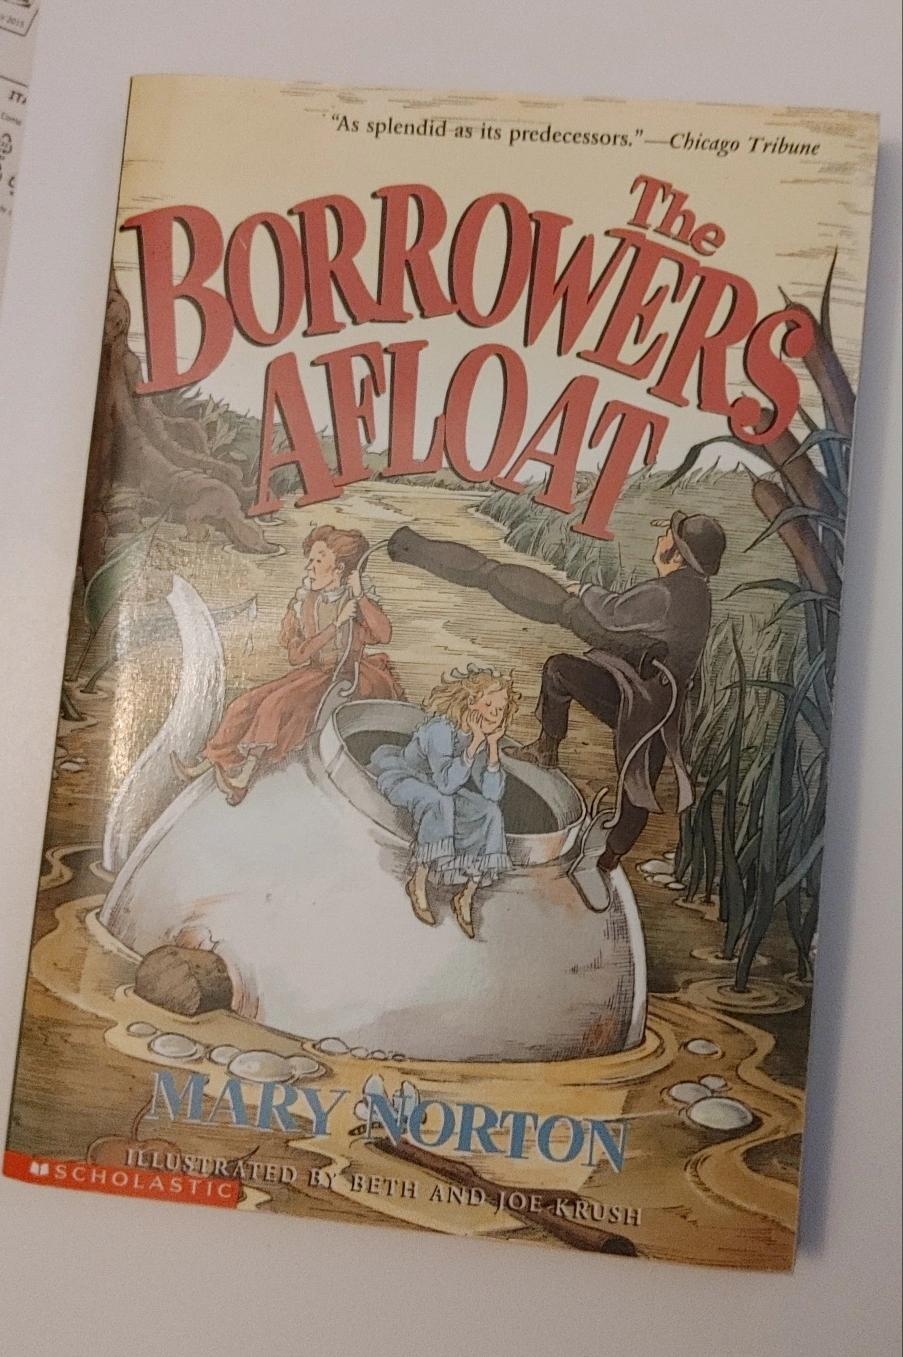 "As splendid as its predecessors."—Chicago Tribune
The
BORROWERS
AFLOAT
MARY NORTON
ILLUSTRATED BY BETH AND JOE KRUSH
SCHOLASTIC